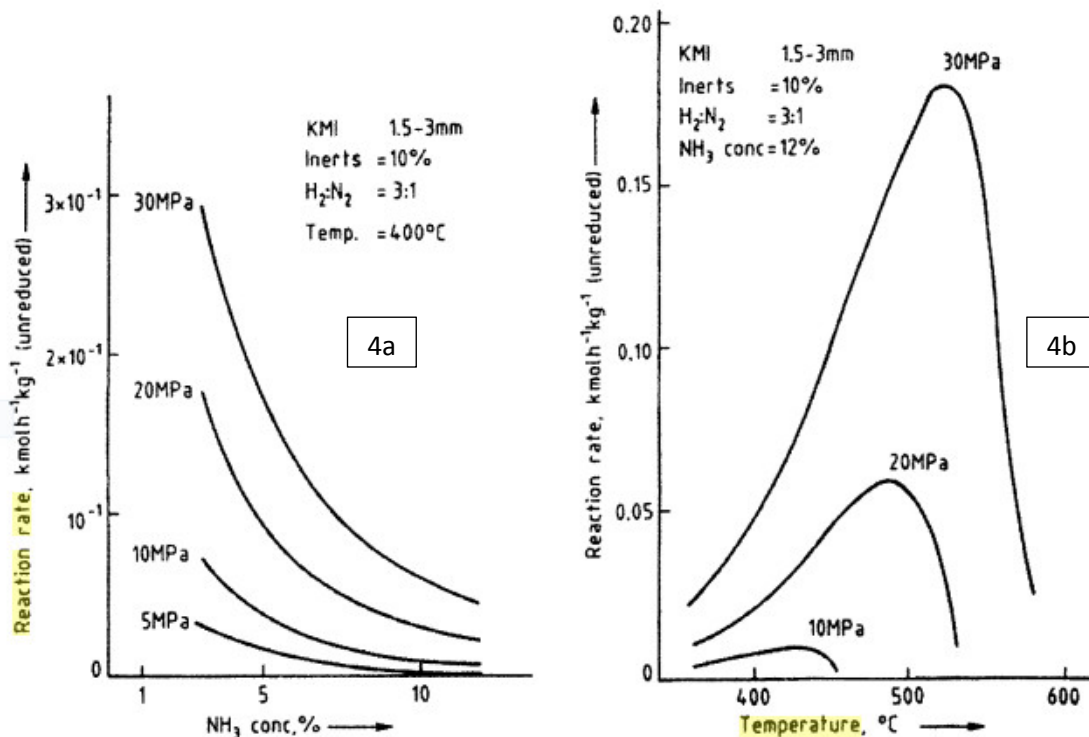 KMI 1.5-3mm
Inerts =10%
H₂:N₂ = 3:1
Temp. =400°C
3×10⁻¹
2×10⁻¹
10⁻¹
0
30MPa
20MPa
10MPa
5MPa
4a
1 5 10
NH₃ conc,%
Reaction rate, kmolh⁻¹kg⁻¹ (unreduced)
KMI 1.5-3mm
Inerts =10%
H₂:N₂ = 3:1
NH₃ conc=12%
0.20
0.15
0.10
0.05
0
30MPa
20MPa
10MPa
4b
400 500 600
Temperature, °C
Reaction rate, kmolh⁻¹kg⁻¹ (unreduced)